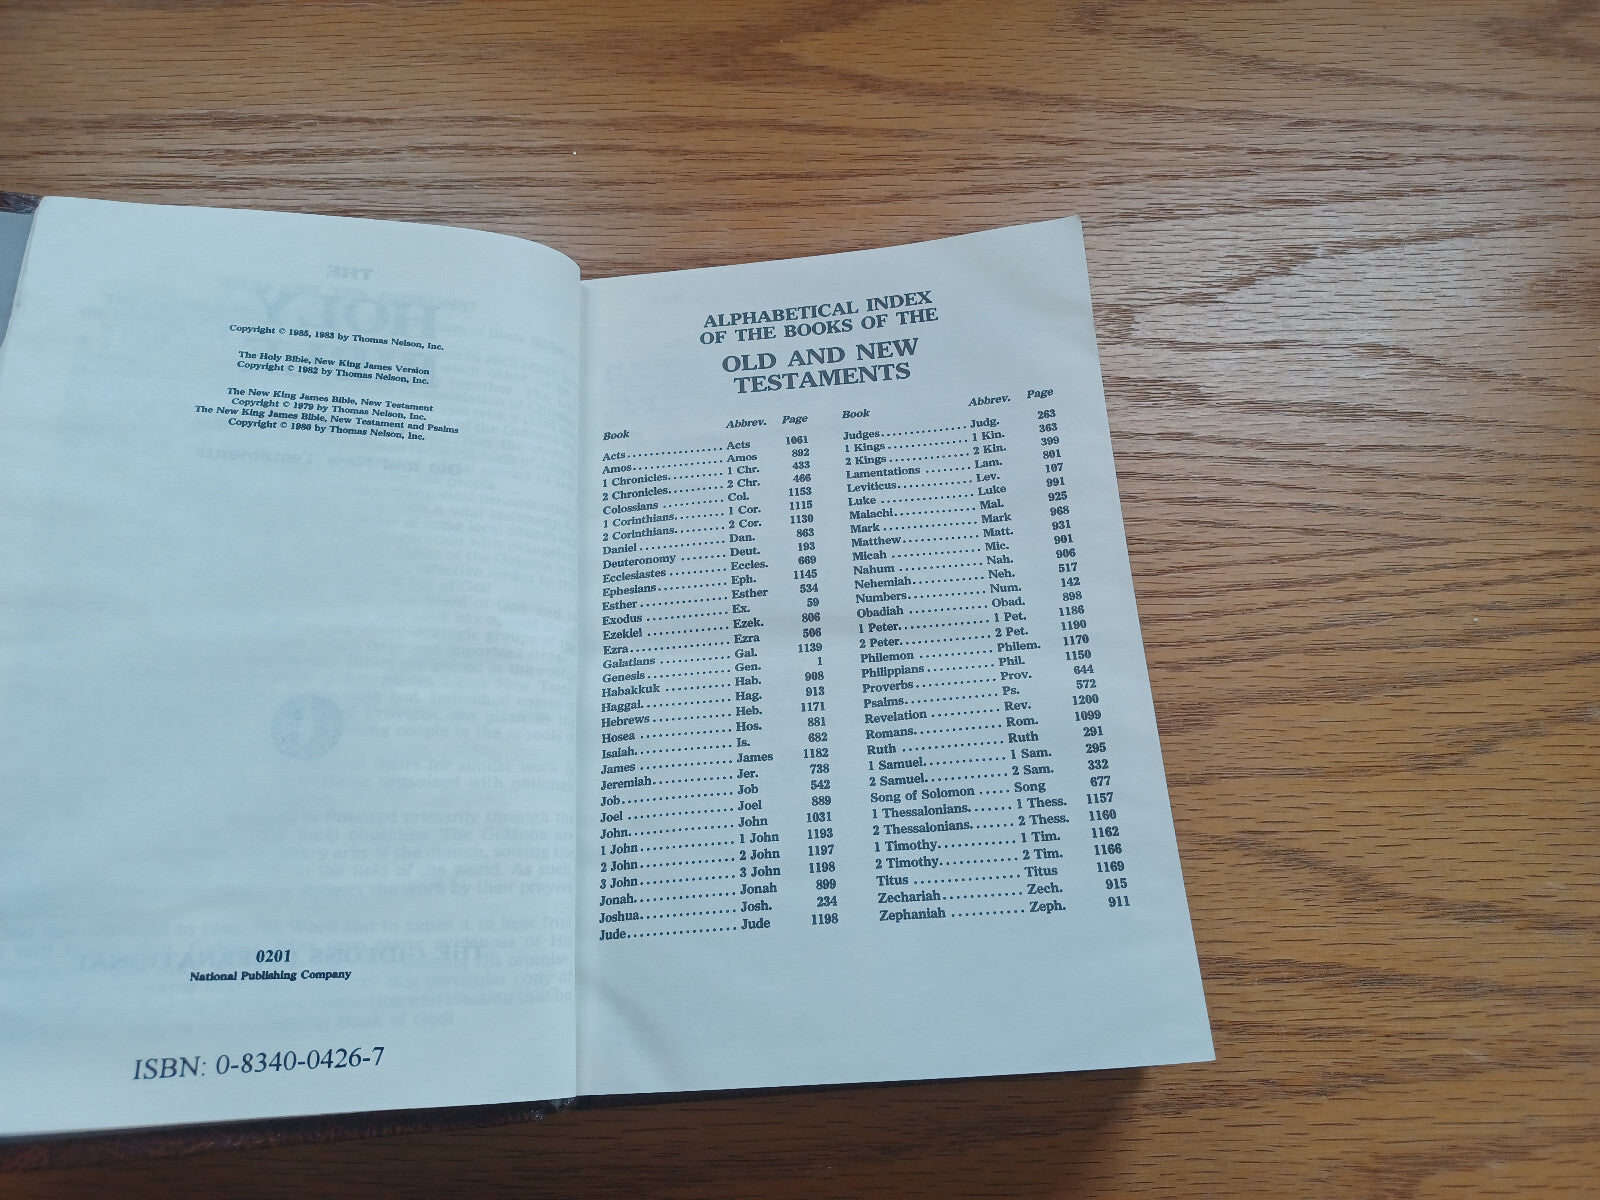 Copyright © 1985, 1983 by Thomas Nelson, Inc.
The Holy Bible, New King James Version
Copyright © 1982 by Thomas Nelson, Inc.
The New King James Bible, New Testament
Copyright © 1979 by Thomas Nelson, Inc.
The New King James Bible, New Testament and Psalms
Copyright © 1980 by Thomas Nelson, Inc.
0201
National Publishing Company
ISBN: 0-8340-0426-7
ALPHABETICAL INDEX
OF THE BOOKS OF THE
OLD AND NEW
TESTAMENTS
Book Abbrev. Page
Acts Acts 1061
Amos Amos 892
1 Chronicles 1 Chr. 433
2 Chronicles 2 Chr. 466
Colossians Col. 1153
1 Corinthians 1 Cor. 1115
2 Corinthians 2 Cor. 1130
Daniel Dan. 863
Deuteronomy Deut. 193
Ecclesiastes Eccles. 669
Ephesians Eph. 1145
Esther Esther 534
Exodus Ex. 59
Ezekiel Ezek. 806
Ezra Ezra 506
Galatians Gal. 1139
Genesis Gen. 1
Habakkuk Hab. 908
Haggai Hag. 913
Hebrews Heb. 1171
Hosea Hos. 881
Isaiah Is. 682
James James 1182
Jeremiah Jer. 738
Job Job 542
Joel Joel 889
John John 1031
1 John 1 John 1193
2 John 2 John 1197
3 John 3 John 1198
Jonah Jonah 899
Joshua Josh. 234
Jude Jude 1198
Book Abbrev. Page
Judges Judg. 263
1 Kings 1 Kin. 363
2 Kings 2 Kin. 399
Lamentations Lam. 801
Leviticus Lev. 107
Luke Luke 991
Malachi Mal. 925
Mark Mark 968
Matthew Matt. 931
Micah Mic. 901
Nahum Nah. 906
Nehemiah Neh. 517
Numbers Num. 142
Obadiah Obad. 898
1 Peter 1 Pet. 1186
2 Peter 2 Pet. 1190
Philemon Philem. 1170
Philippians Phil. 1150
Proverbs Prov. 644
Psalms Ps. 572
Revelation Rev. 1200
Romans Rom. 1099
Ruth Ruth 291
1 Samuel 1 Sam. 295
2 Samuel 2 Sam. 332
Song of Solomon Song 677
1 Thessalonians 1 Thess. 1157
2 Thessalonians 2 Thess. 1160
1 Timothy 1 Tim. 1162
2 Timothy 2 Tim. 1166
Titus Titus 1169
Zechariah Zech. 915
Zephaniah Zeph. 911